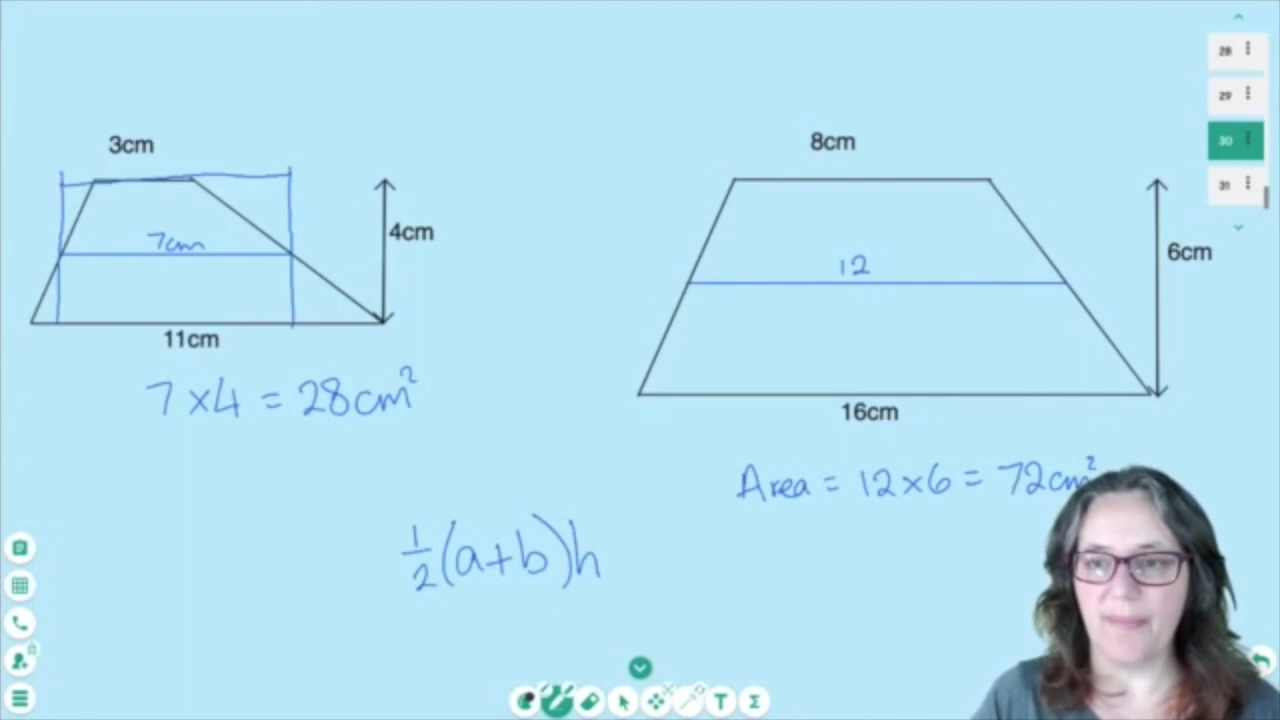 28
29
30
31
3cm
7cm
4cm
11cm
7 × 4 = 28cm²
8cm
12
6cm
16cm
Area = 12 × 6 = 72cm²
½(a+b)h
T
Σ